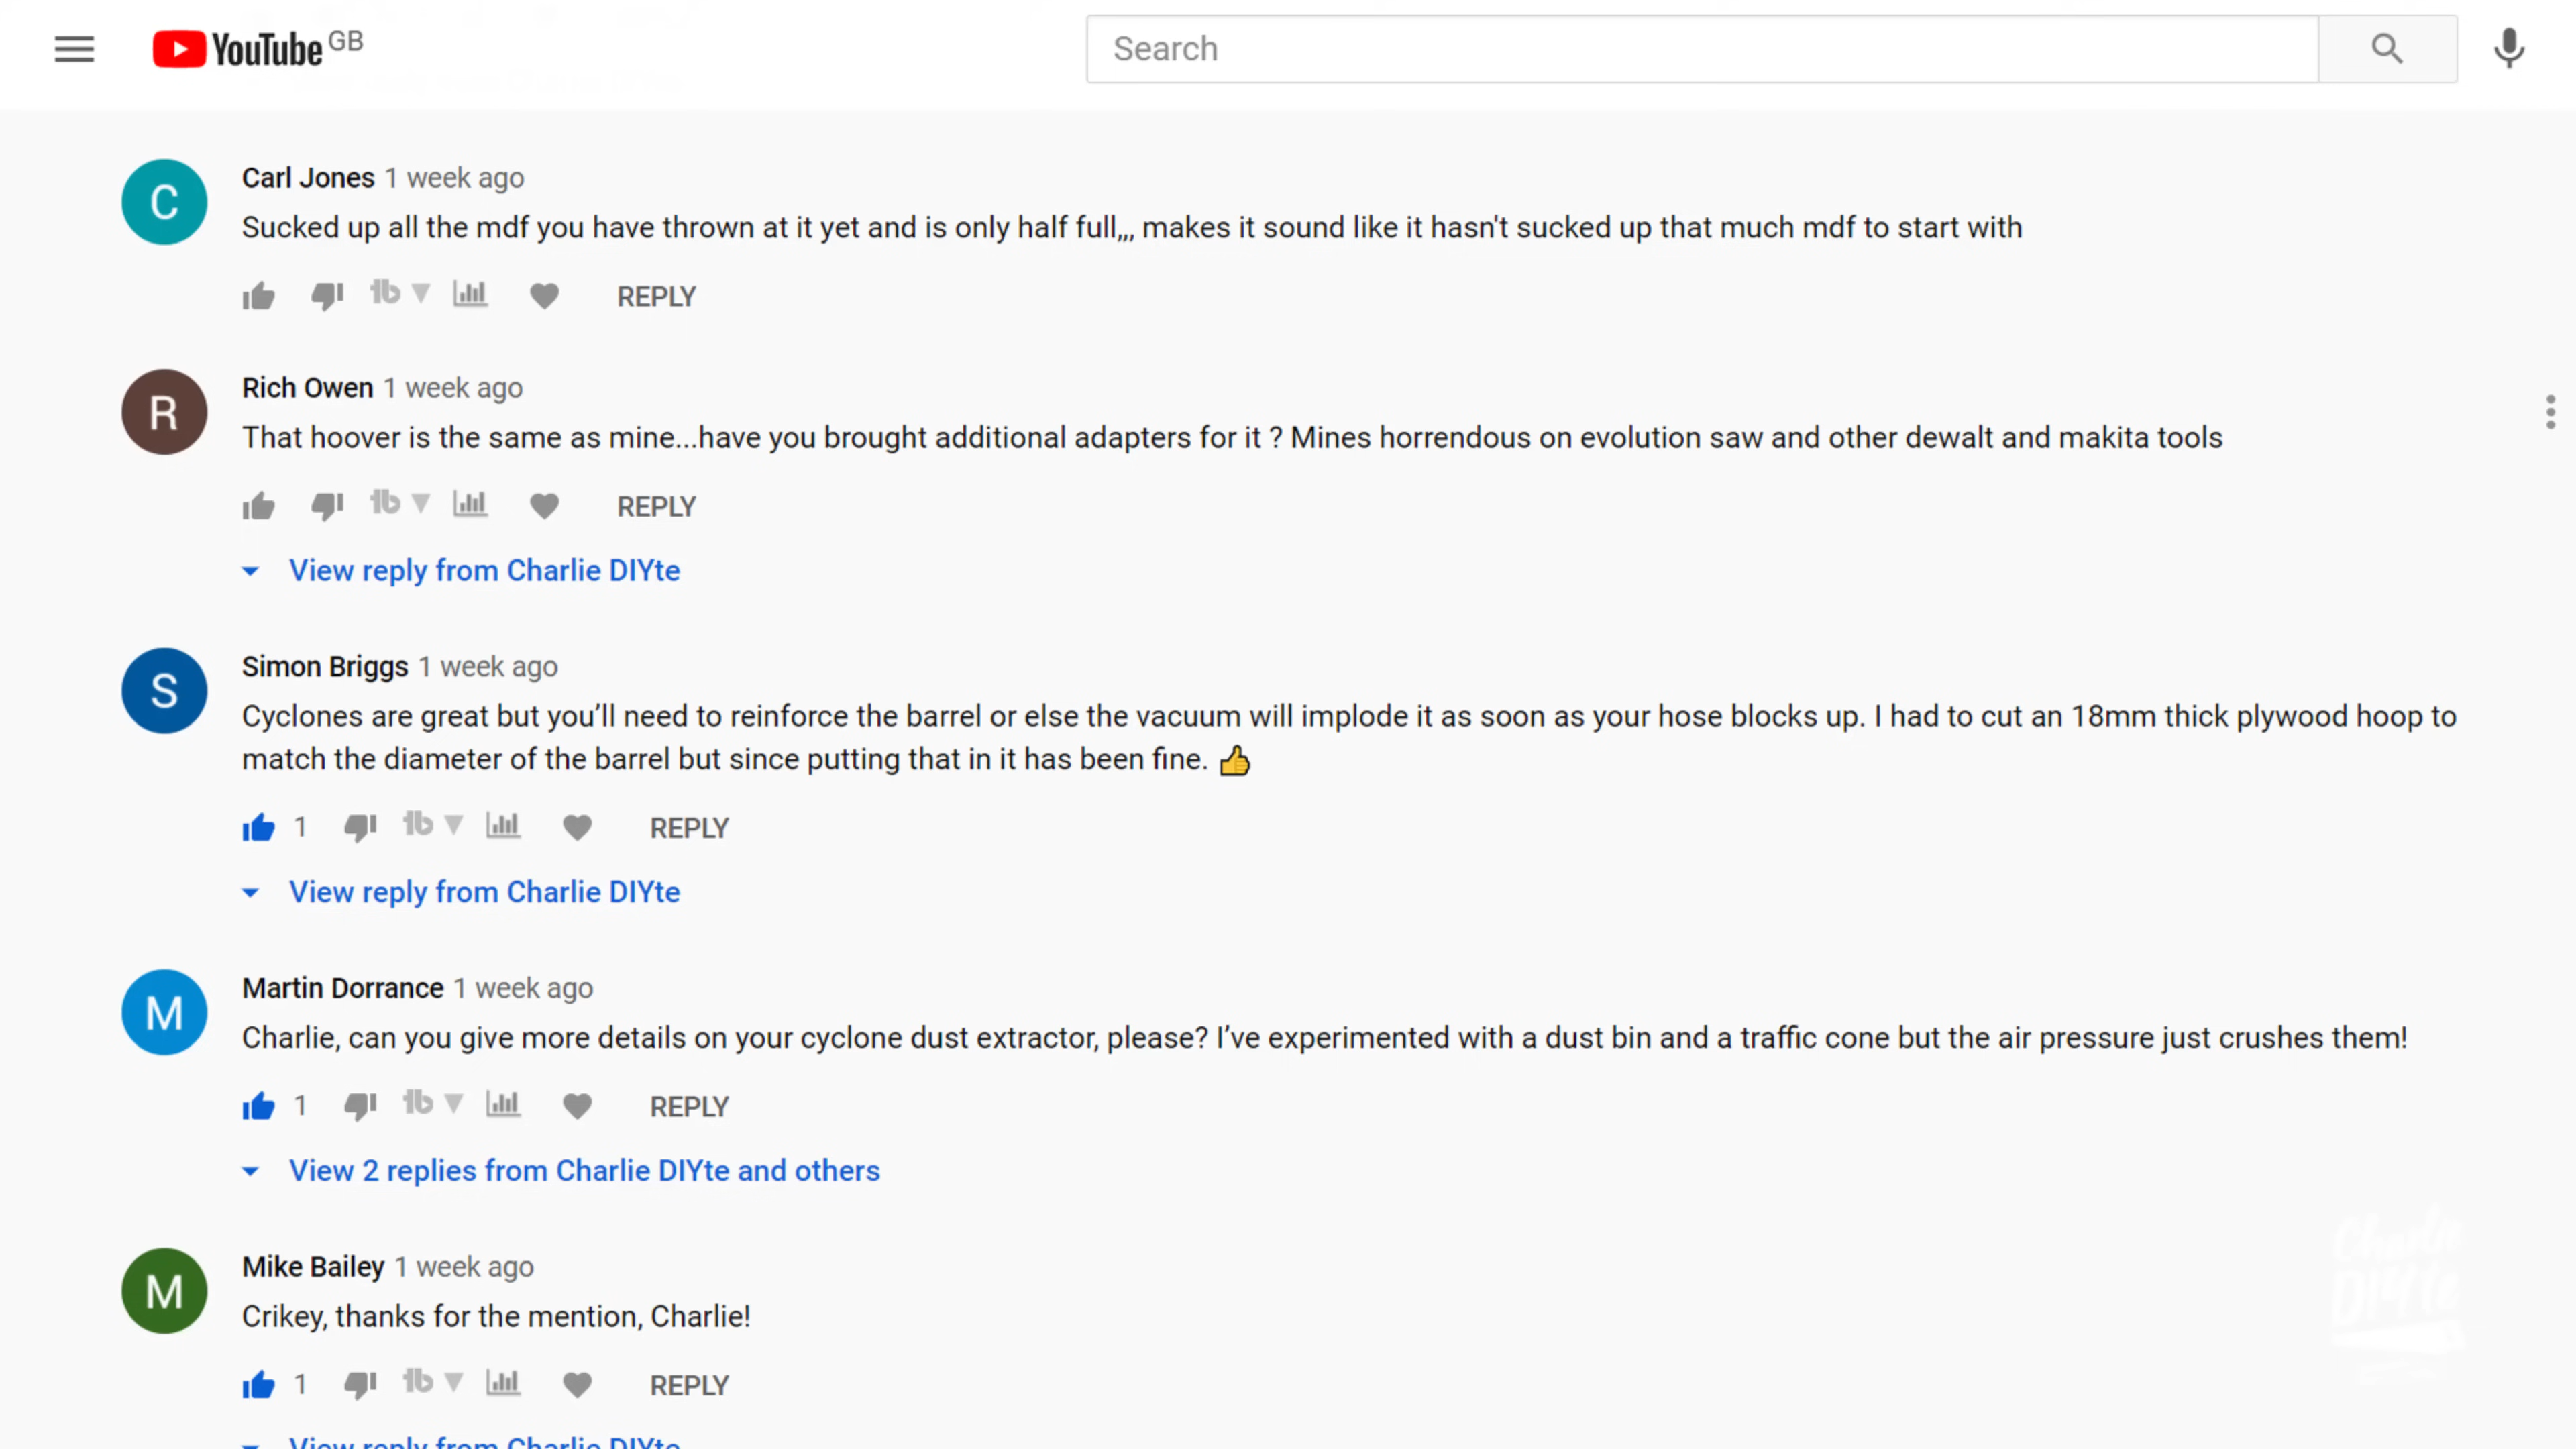 YouTube GB
Search
C
Carl Jones 1 week ago
Sucked up all the mdf you have thrown at it yet and is only half full,,, makes it sound like it hasn't sucked up that much mdf to start with
REPLY
R
Rich Owen 1 week ago
That hoover is the same as mine...have you brought additional adapters for it ? Mines horrendous on evolution saw and other dewalt and makita tools
REPLY
View reply from Charlie DIYte
S
Simon Briggs 1 week ago
Cyclones are great but you’ll need to reinforce the barrel or else the vacuum will implode it as soon as your hose blocks up. I had to cut an 18mm thick plywood hoop to
match the diameter of the barrel but since putting that in it has been fine. 👍
1 REPLY
View reply from Charlie DIYte
M
Martin Dorrance 1 week ago
Charlie, can you give more details on your cyclone dust extractor, please? I’ve experimented with a dust bin and a traffic cone but the air pressure just crushes them!
1 REPLY
View 2 replies from Charlie DIYte and others
M
Mike Bailey 1 week ago
Crikey, thanks for the mention, Charlie!
1 REPLY
View reply from Charlie DIYte
Charlie
DIYte